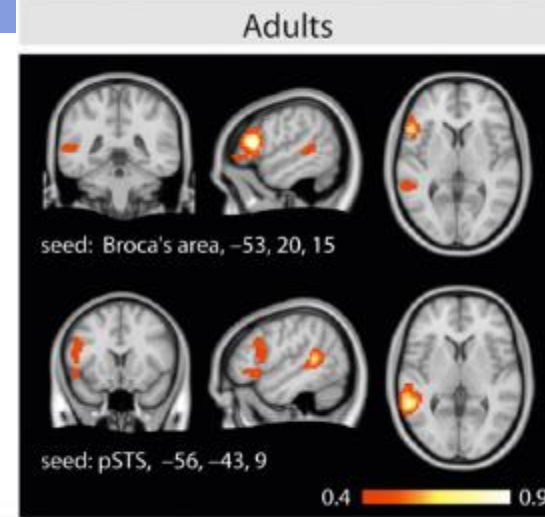 Adults
seed: Broca's area, –53, 20, 15
seed: pSTS, –56, –43, 9
0.4 0.9